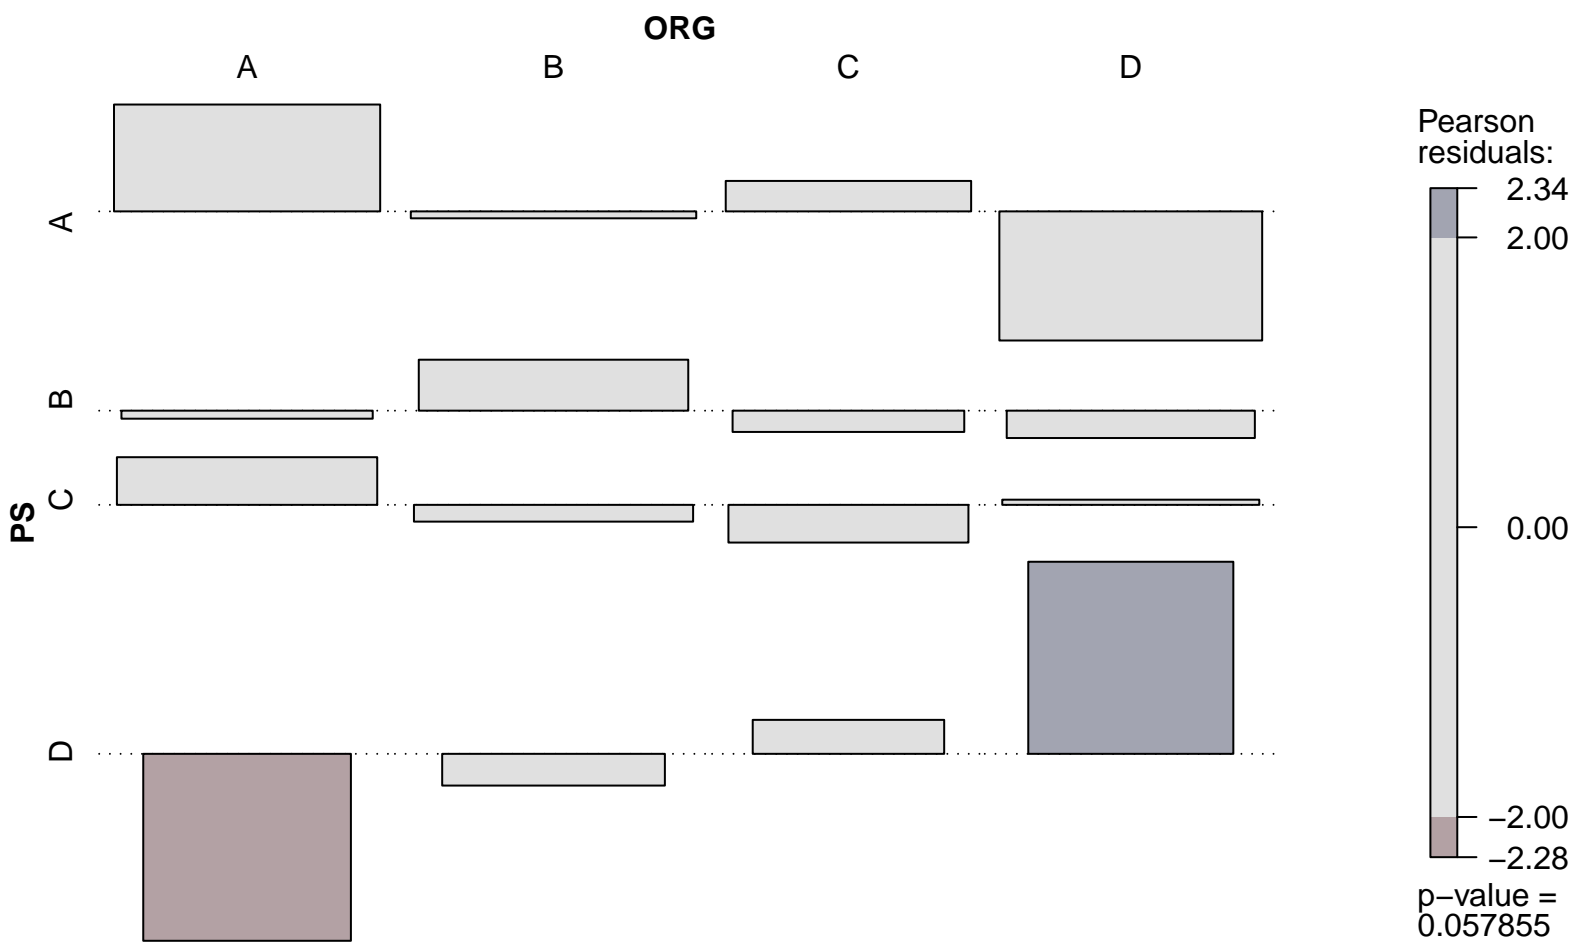 ORG
A B C D
A
B
C
D
PS
Pearson
residuals:
2.34
2.00
0.00
−2.00
−2.28
p−value =
0.057855